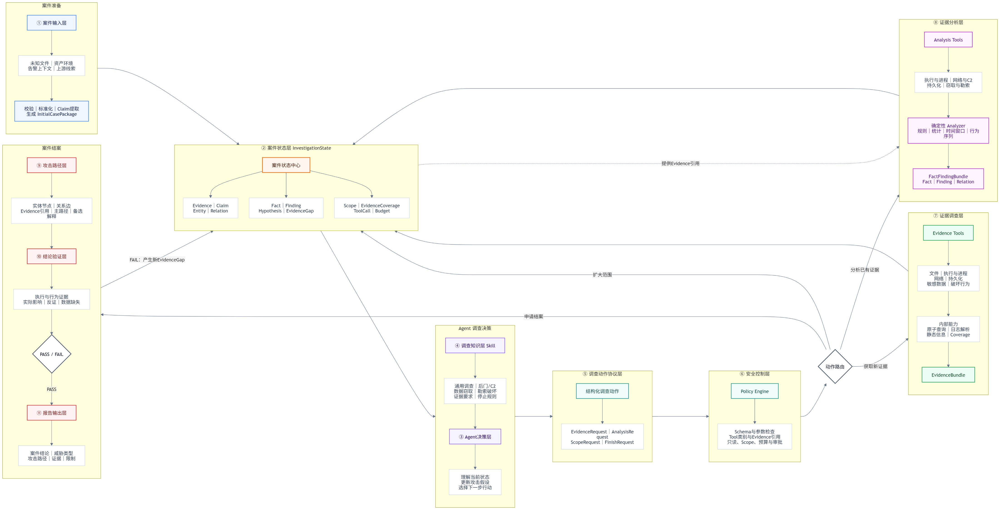 案件准备
① 案件输入层
未知文件｜资产环境
告警上下文｜上游线索
校验｜标准化｜Claim提取
生成 InitialCasePackage
案件结案
⑨ 攻击路径层
实体节点｜关系边
Evidence引用｜主路径｜备选
解释
⑩ 结论验证层
执行与行为证据
实际影响｜反证｜数据缺失
PASS / FAIL
PASS
⑪ 报告输出层
案件结论｜威胁类型
攻击路径｜证据｜限制
FAIL：产生新EvidenceGap
② 案件状态层 InvestigationState
案件状态中心
Evidence｜Claim
Entity｜Relation
Fact｜Finding
Hypothesis｜EvidenceGap
Scope｜EvidenceCoverage
ToolCall｜Budget
提供Evidence引用
扩大范围
申请结案
Agent 调查决策
④ 调查知识层 Skill
通用调查｜后门/C2
数据窃取｜勒索破坏
证据要求｜停止规则
③ Agent决策层
理解当前状态
更新攻击假设
选择下一步行动
⑤ 调查动作协议层
结构化调查动作
EvidenceRequest｜AnalysisRe
quest
ScopeRequest｜FinishRequest
⑥ 安全控制层
Policy Engine
Schema与参数检查
Tool类别与Evidence引用
只读、Scope、预算与审批
动作路由
分析已有证据
获取新证据
⑧ 证据分析层
Analysis Tools
执行与进程｜网络与C2
持久化｜窃取与勒索
确定性 Analyzer
规则｜统计｜时间窗口｜行为
序列
FactFindingBundle
Fact｜Finding｜Relation
⑦ 证据调查层
Evidence Tools
文件｜执行与进程
网络｜持久化
敏感数据｜破坏行为
内部能力
原子查询｜日志解析
静态信息｜Coverage
EvidenceBundle